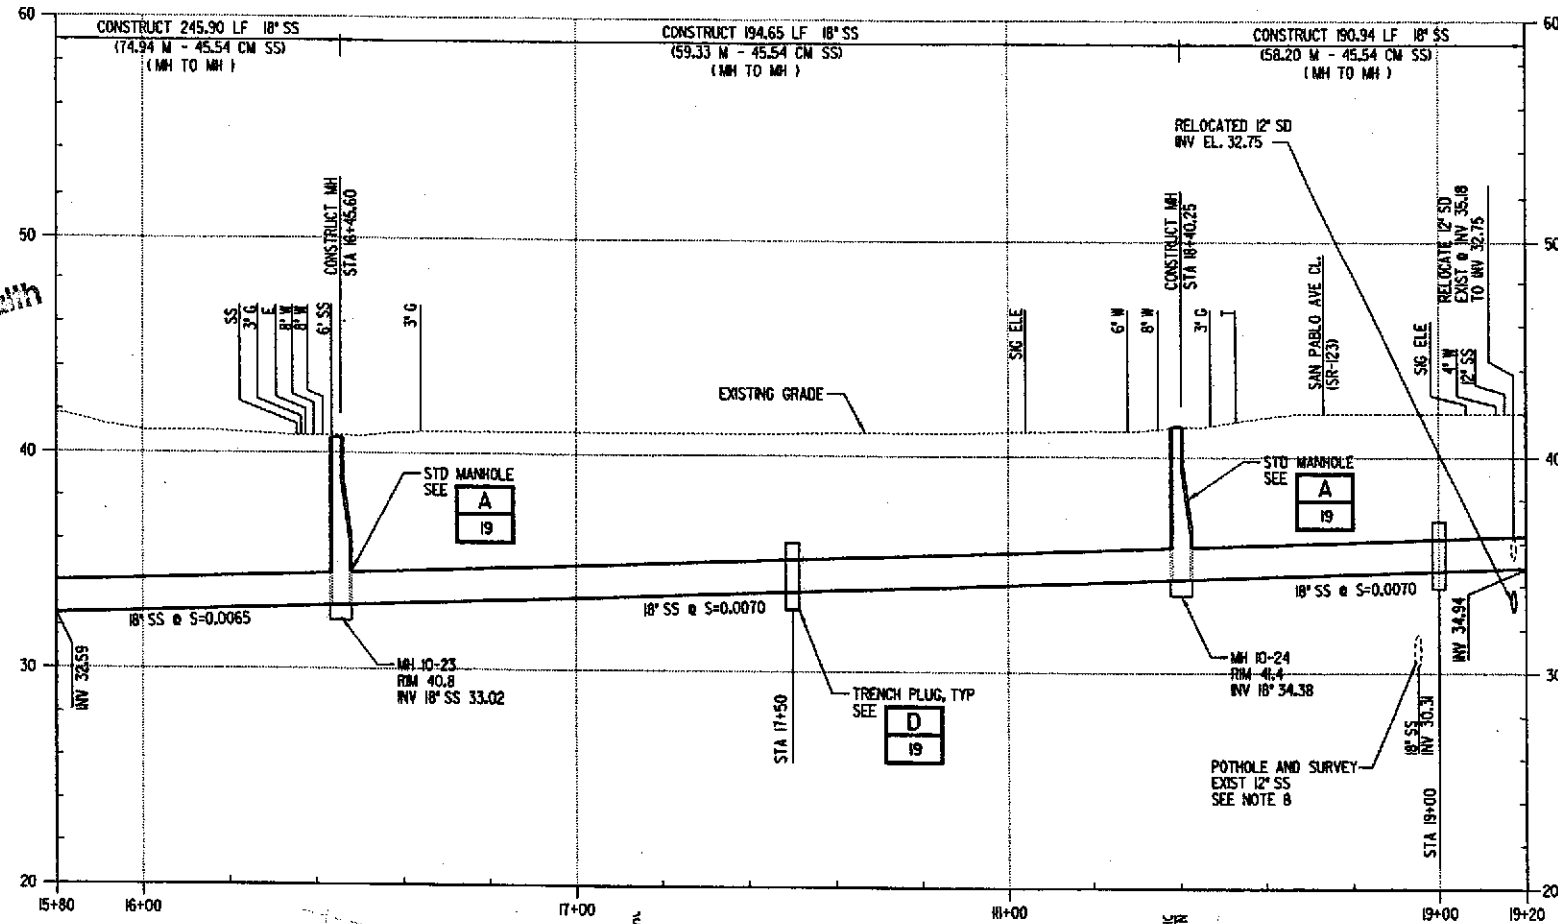 60
CONSTRUCT 245.90 LF 18" SS
(74.94 M - 45.54 CM SS)
( MH TO MH )
CONSTRUCT 194.65 LF 18" SS
(59.33 M - 45.54 CM SS)
( MH TO MH )
CONSTRUCT 190.94 LF 18" SS
(58.20 M - 45.54 CM SS)
( MH TO MH )
60
RELOCATED 12" SD
INV EL. 32.75
CONSTRUCT MH
STA 16+45.60
CONSTRUCT MH
STA 18+40.25
RELOCATE 12" SD
EXIST @ INV 35.18
TO INV 32.75
50
50
SS
3" G
E
8" W
8" W
6" SS
3" G
SIG ELE
6" W
8" W
3" G
T
SAN PABLO AVE CL.
(SR-123)
SIG ELE
4" W
12" SS
EXISTING GRADE
40
40
STD MANHOLE
SEE
A
19
STD MANHOLE
SEE
A
19
18" SS @ S=0.0065
18" SS @ S=0.0070
18" SS @ S=0.0070
INV 32.59
INV 34.94
30
30
MH 10-23
RIM 40.8
INV 18" SS 33.02
MH 10-24
RIM 41.4
INV 18" 34.38
TRENCH PLUG, TYP
SEE
D
19
STA 17+50
18" SS
INV 30.31
POTHOLE AND SURVEY
EXIST 12" SS
SEE NOTE 8
STA 19+00
20
20
15+80
16+00
17+00
18+00
19+00
19+20